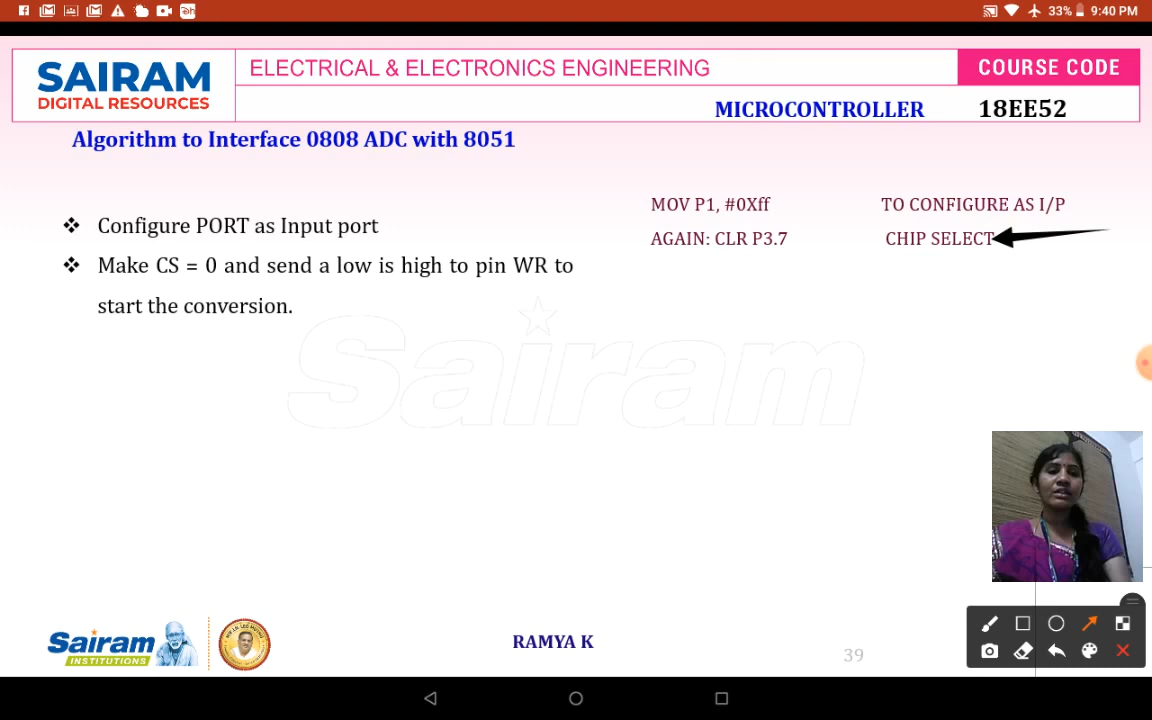 33% 9:40 PM
SAIRAM
DIGITAL RESOURCES
ELECTRICAL & ELECTRONICS ENGINEERING
COURSE CODE
MICROCONTROLLER 18EE52
Algorithm to Interface 0808 ADC with 8051
❖ Configure PORT as Input port
❖ Make CS = 0 and send a low is high to pin WR to
start the conversion.
MOV P1, #0Xff TO CONFIGURE AS I/P
AGAIN: CLR P3.7 CHIP SELECT
Sairam
Sairam
INSTITUTIONS
RAMYA K
39